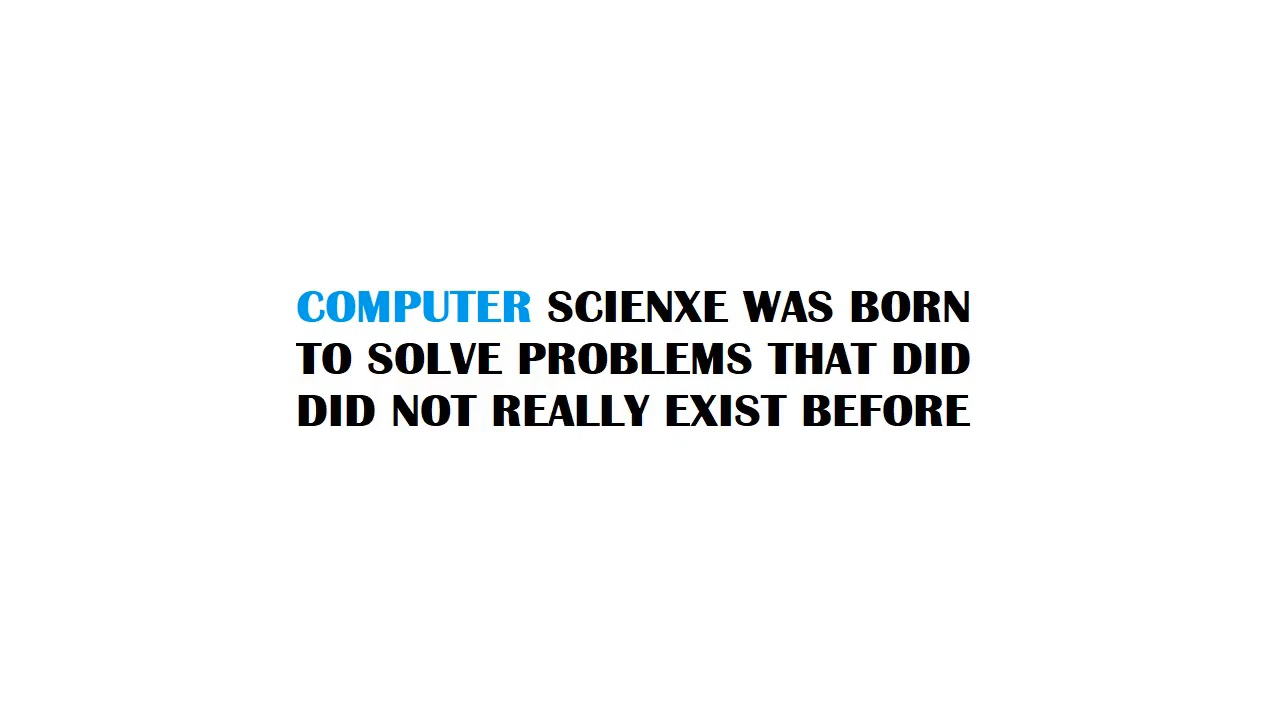 COMPUTER SCIENXE WAS BORN
TO SOLVE PROBLEMS THAT DID
DID NOT REALLY EXIST BEFORE